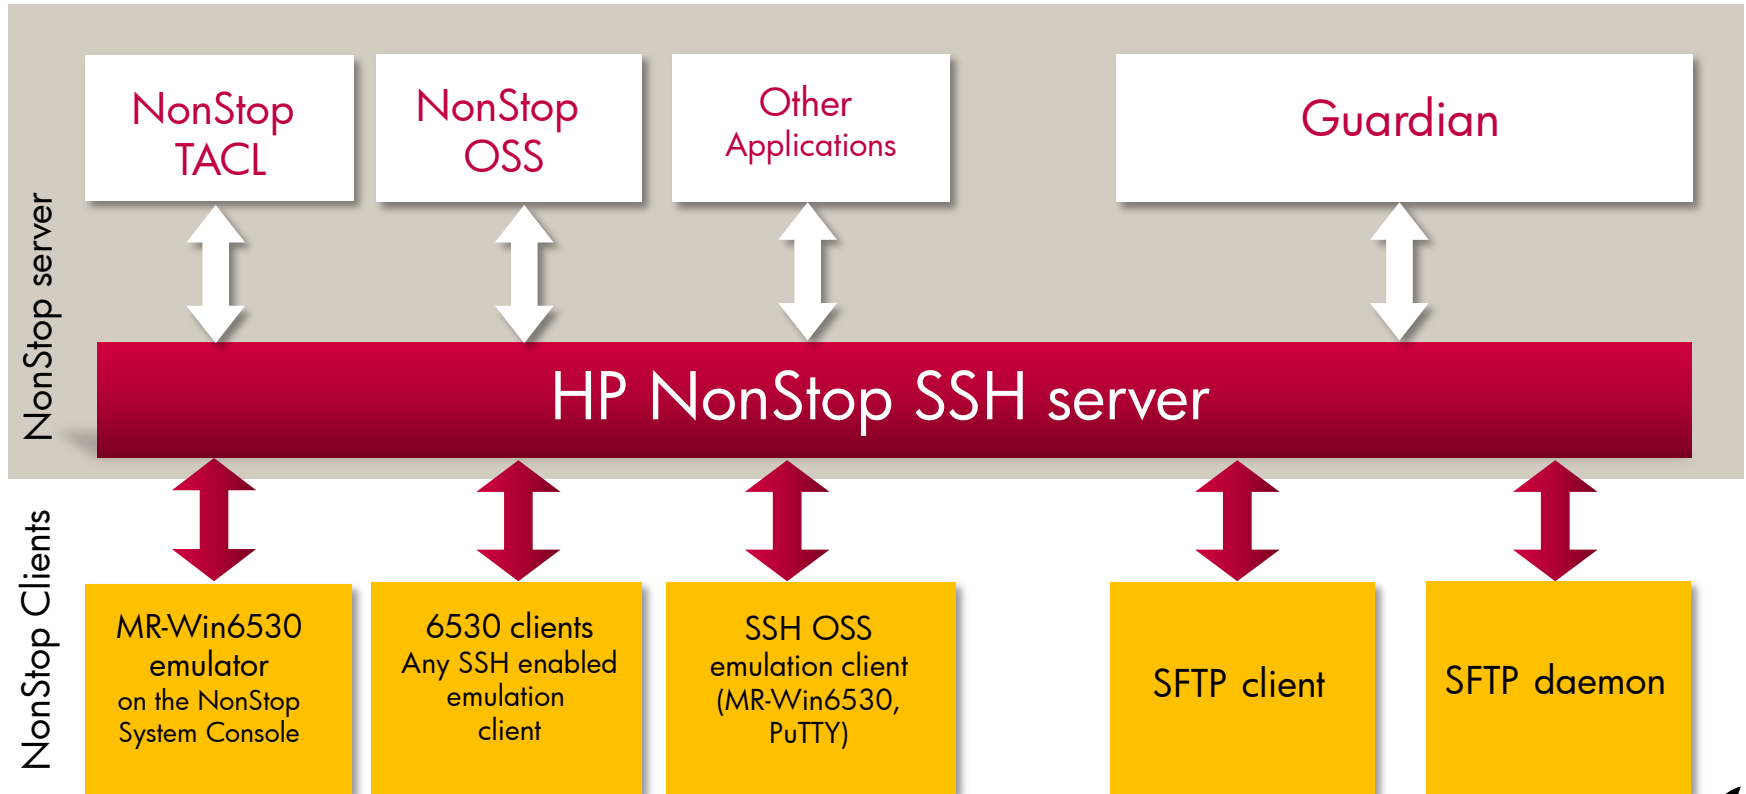 NonStop
TACL
NonStop
OSS
Other
Applications
Guardian
NonStop server
HP NonStop SSH server
NonStop Clients
MR-Win6530
emulator
on the NonStop
System Console
6530 clients
Any SSH enabled
emulation
client
SSH OSS
emulation client
(MR-Win6530,
PuTTY)
SFTP client
SFTP daemon